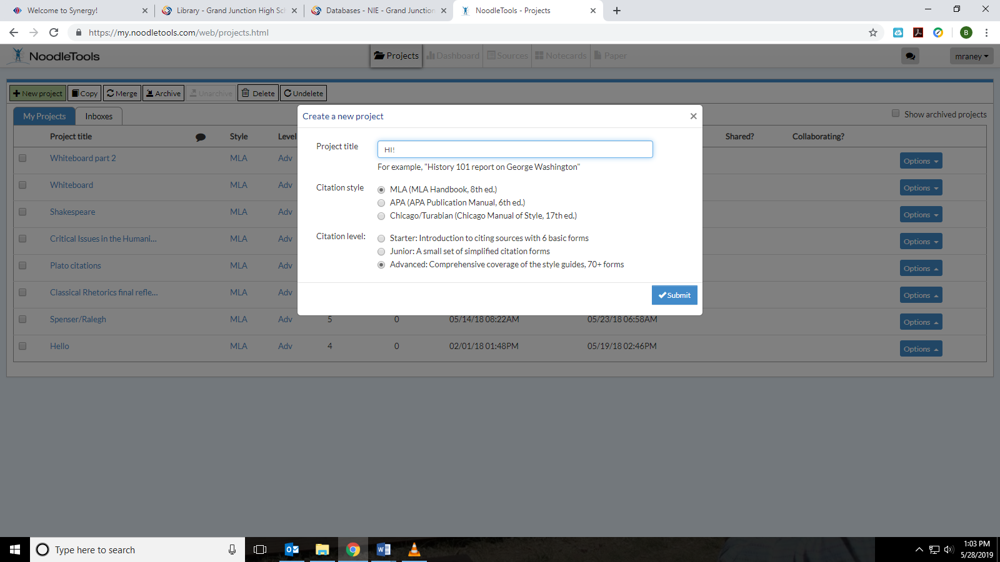 Welcome to Synergy!
Library - Grand Junction High Sch
Databases - NIE - Grand Junction
NoodleTools - Projects
https://my.noodletools.com/web/projects.html
B
NoodleTools
Projects
Dashboard
Sources
Notecards
Paper
mraney
New project
Copy
Merge
Archive
Unarchive
Delete
Undelete
My Projects
Inboxes
Show archived projects
Project title
Style
Level
Shared?
Collaborating?
Whiteboard part 2 MLA Adv Options
Whiteboard MLA Adv Options
Shakespeare MLA Adv Options
Critical Issues in the Humani... MLA Adv Options
Plato citations MLA Adv Options
Classical Rhetorics final refle... MLA Adv Options
Spenser/Ralegh MLA Adv 5 0 05/14/18 08:22AM 05/23/18 06:58AM Options
Hello MLA Adv 4 0 02/01/18 01:48PM 05/19/18 02:46PM Options
Create a new project
Project title HI!
For example, "History 101 report on George Washington"
Citation style MLA (MLA Handbook, 8th ed.)
APA (APA Publication Manual, 6th ed.)
Chicago/Turabian (Chicago Manual of Style, 17th ed.)
Citation level: Starter: Introduction to citing sources with 6 basic forms
Junior: A small set of simplified citation forms
Advanced: Comprehensive coverage of the style guides, 70+ forms
Submit
Type here to search
1:03 PM
5/28/2019